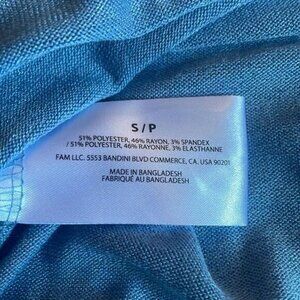 S / P
51% POLYESTER, 46% RAYON, 3% SPANDEX
/ 51% POLYESTER, 46% RAYONNE, 3% ELASTHANNE
FAM LLC. 5553 BANDINI BLVD COMMERCE, CA. USA 90201
MADE IN BANGLADESH
FABRIQUÉ AU BANGLADESH